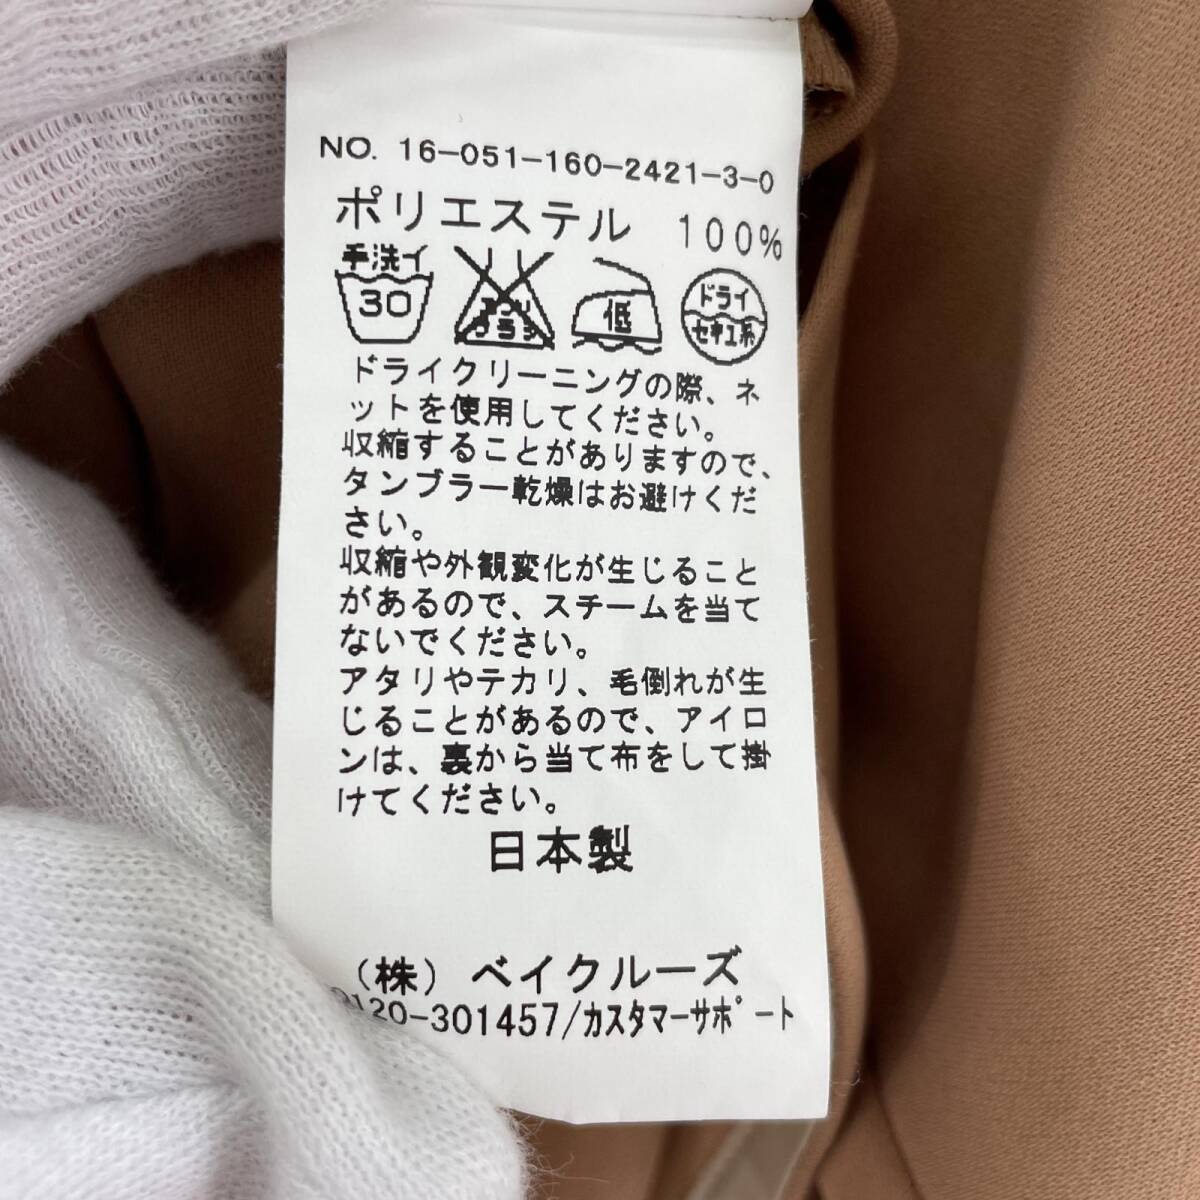 NO. 16-051-160-2421-3-0
ポリエステル 100%
手洗イ
30
エンソ
サラシ
低
ドライ
セキユ系
ドライクリーニングの際、ネ
ットを使用してください。
収縮することがありますので、
タンブラー乾燥はお避けくだ
さい。
収縮や外観変化が生じること
があるので、スチームを当て
ないでください。
アタリやテカリ、毛倒れが生
じることがあるので、アイロ
ンは、裏から当て布をして掛
けてください。
日本製
(株) ベイクルーズ
0120-301457/カスタマーサポート